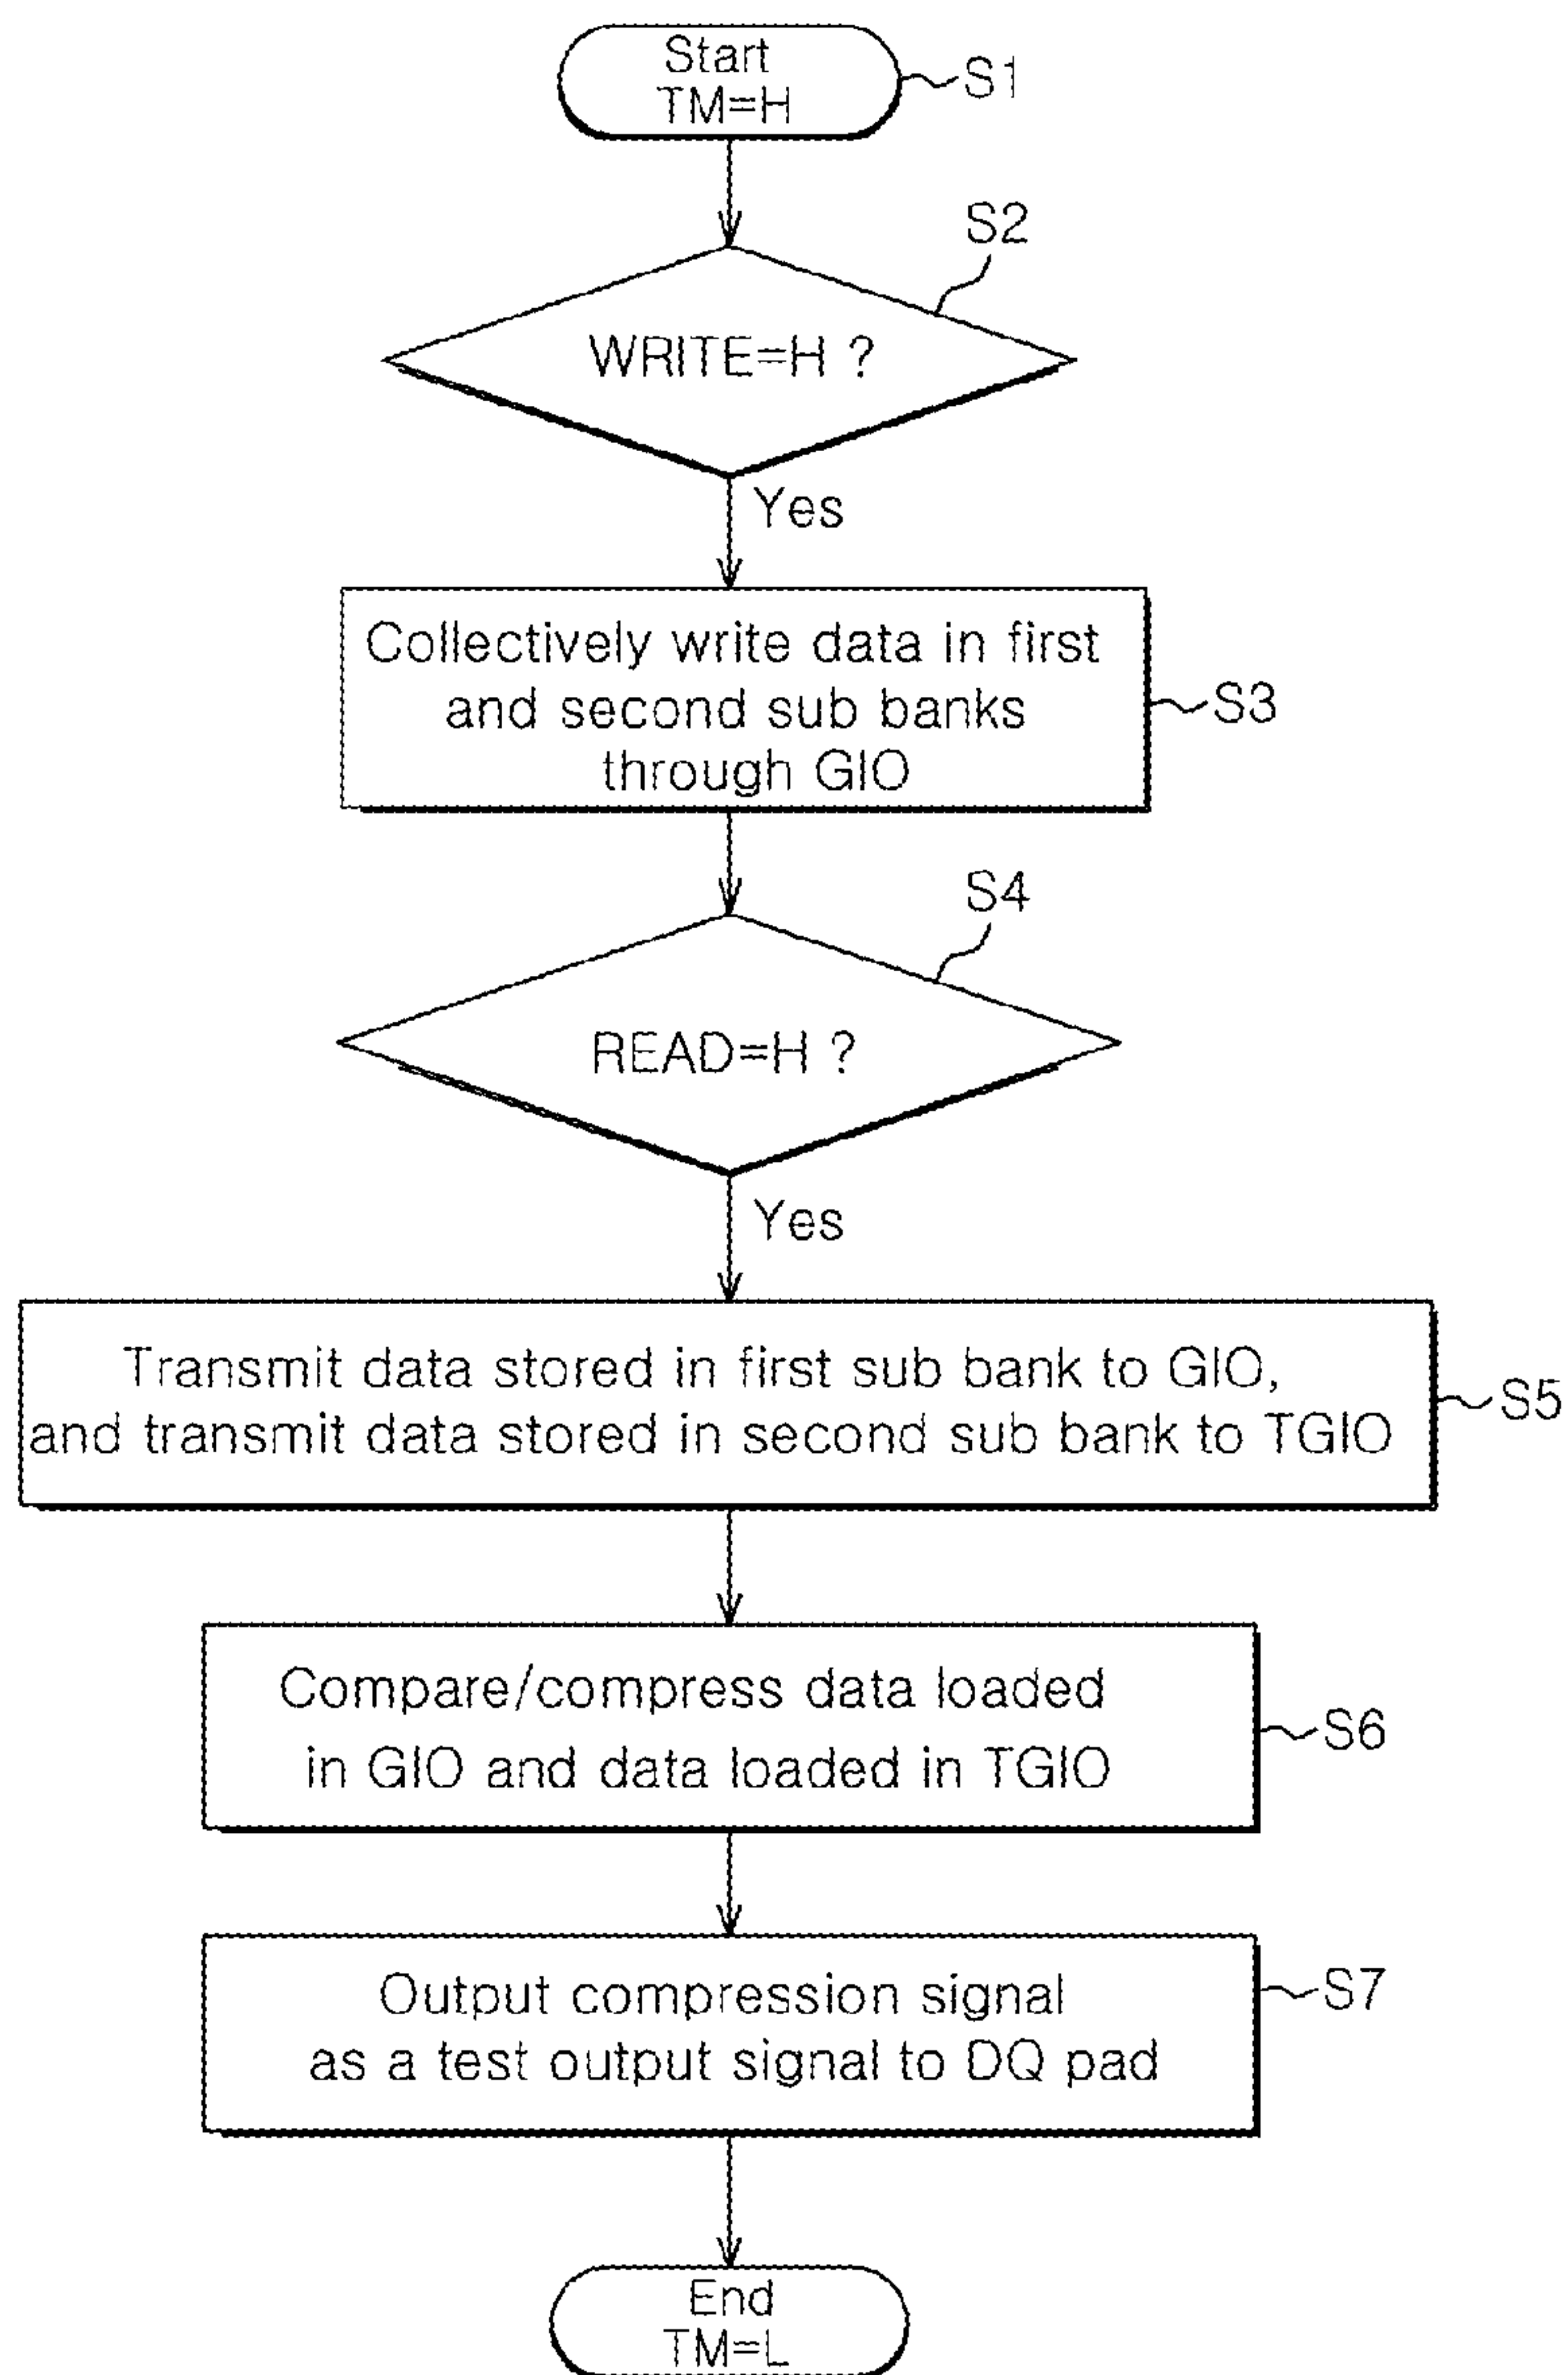 Start
TM=H
S1
S2
WRITE=H ?
Yes
Collectively write data in first
and second sub banks
through GIO
S3
S4
READ=H ?
Yes
Transmit data stored in first sub bank to GIO,
and transmit data stored in second sub bank to TGIO
S5
Compare/compress data loaded
in GIO and data loaded in TGIO
S6
Output compression signal
as a test output signal to DQ pad
S7
End
TM=L